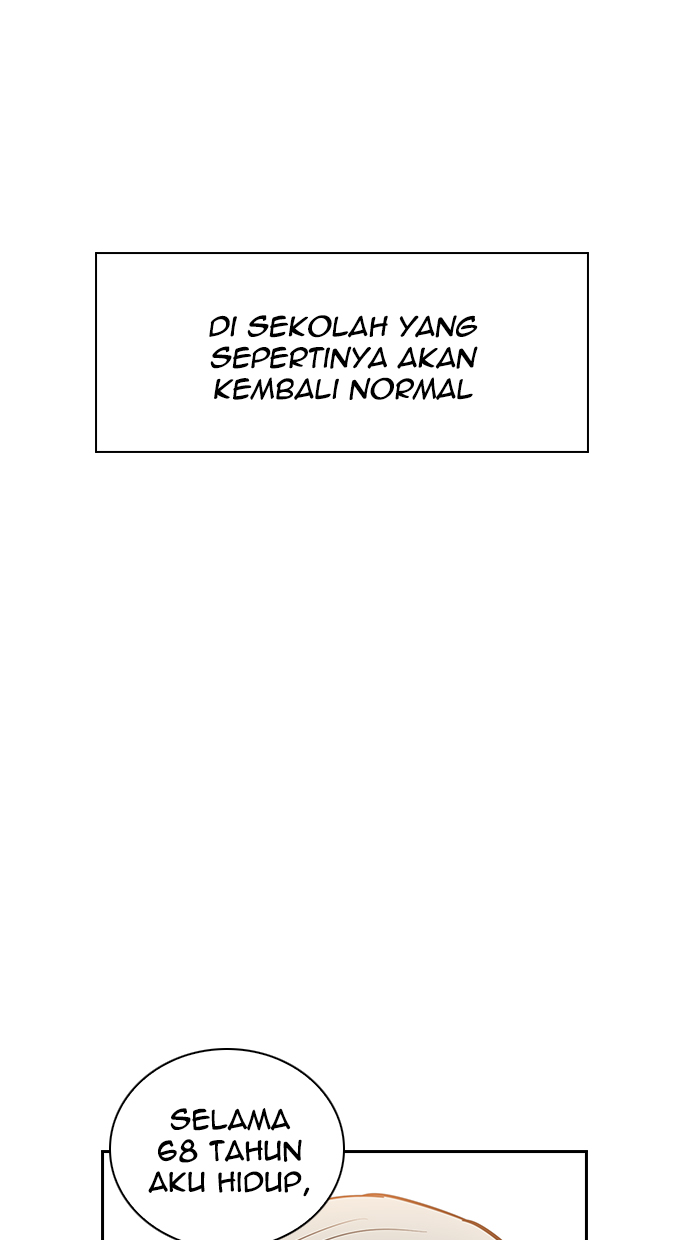 DI SEKOLAH YANG
SEPERTINYA AKAN
KEMBALI NORMAL
SELAMA
68 TAHUN
AKU HIDUP,